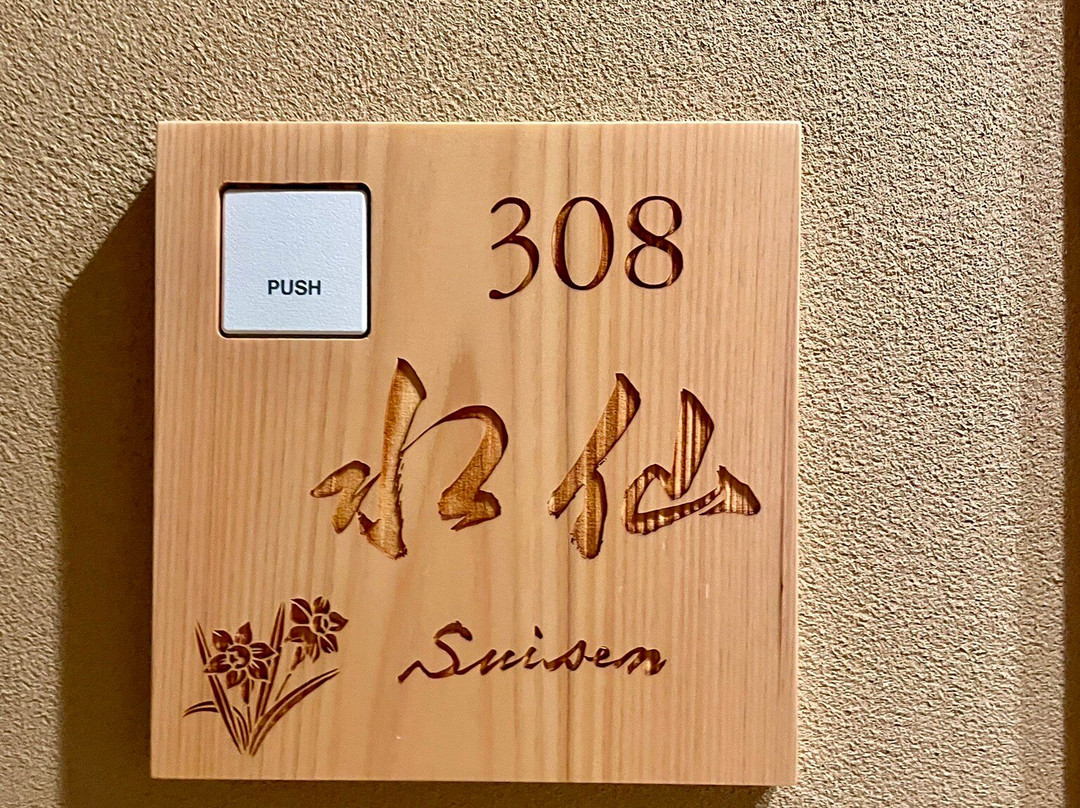 PUSH
308
水仙
Suisen